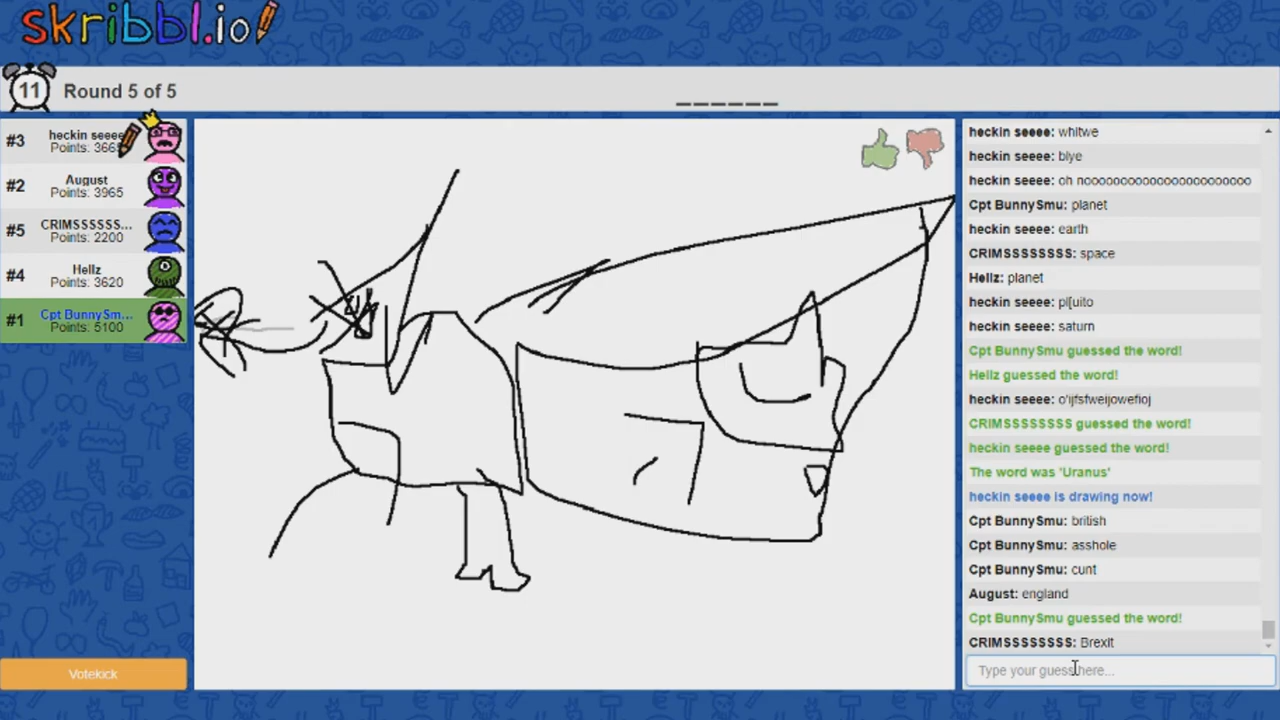 skribbl.io
11
Round 5 of 5
______
#3
heckin seeee
Points: 366
#2
August
Points: 3965
#5
CRIMSSSSSS...
Points: 2200
#4
Hellz
Points: 3620
#1
Cpt BunnySm...
Points: 5100
Votekick
heckin seeee: whitwe
heckin seeee: blye
heckin seeee: oh nooooooooooooooooooooooo
Cpt BunnySmu: planet
heckin seeee: earth
CRIMSSSSSSSS: space
Hellz: planet
heckin seeee: pl[uito
heckin seeee: saturn
Cpt BunnySmu guessed the word!
Hellz guessed the word!
heckin seeee: o'ijfsfweijowefioj
CRIMSSSSSSSS guessed the word!
heckin seeee guessed the word!
The word was 'Uranus'
heckin seeee is drawing now!
Cpt BunnySmu: british
Cpt BunnySmu: asshole
Cpt BunnySmu: cunt
August: england
Cpt BunnySmu guessed the word!
CRIMSSSSSSSS: Brexit
Type your guess here...